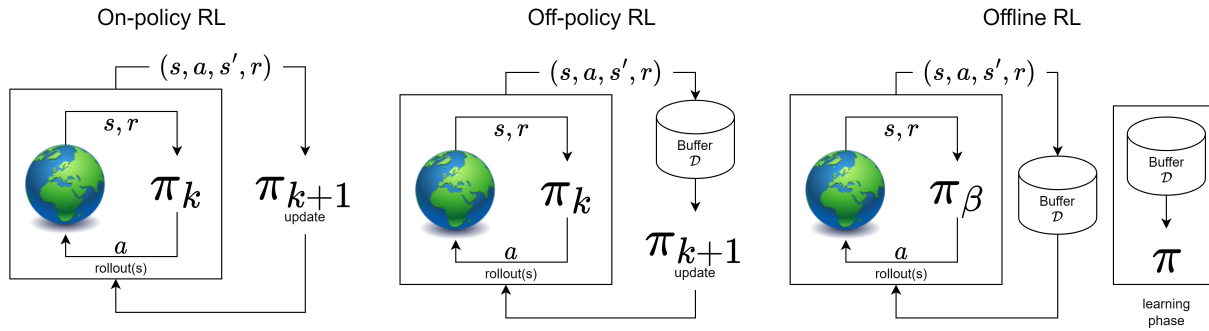 On-policy RL
(s, a, s′, r)
s, r
π_k
π_{k+1}
update
a
rollout(s)
Off-policy RL
(s, a, s′, r)
s, r
Buffer
𝒟
π_k
π_{k+1}
update
a
rollout(s)
Offline RL
(s, a, s′, r)
s, r
π_β
Buffer
𝒟
a
rollout(s)
Buffer
𝒟
π
learning
phase